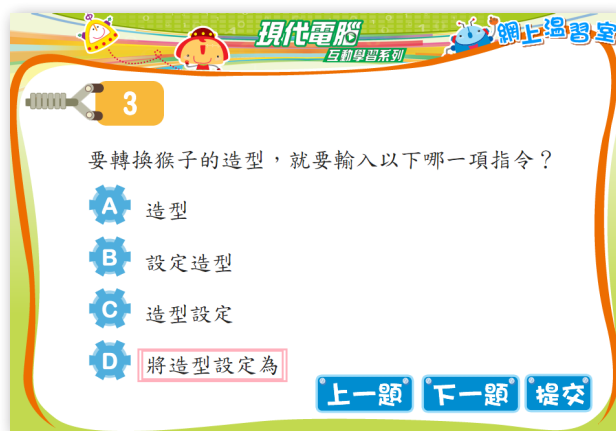 現代電腦
互動學習系列
網上溫習室
3
要轉換猴子的造型，就要輸入以下哪一項指令？
A 造型
B 設定造型
C 造型設定
D 將造型設定為
上一題 下一題 提交